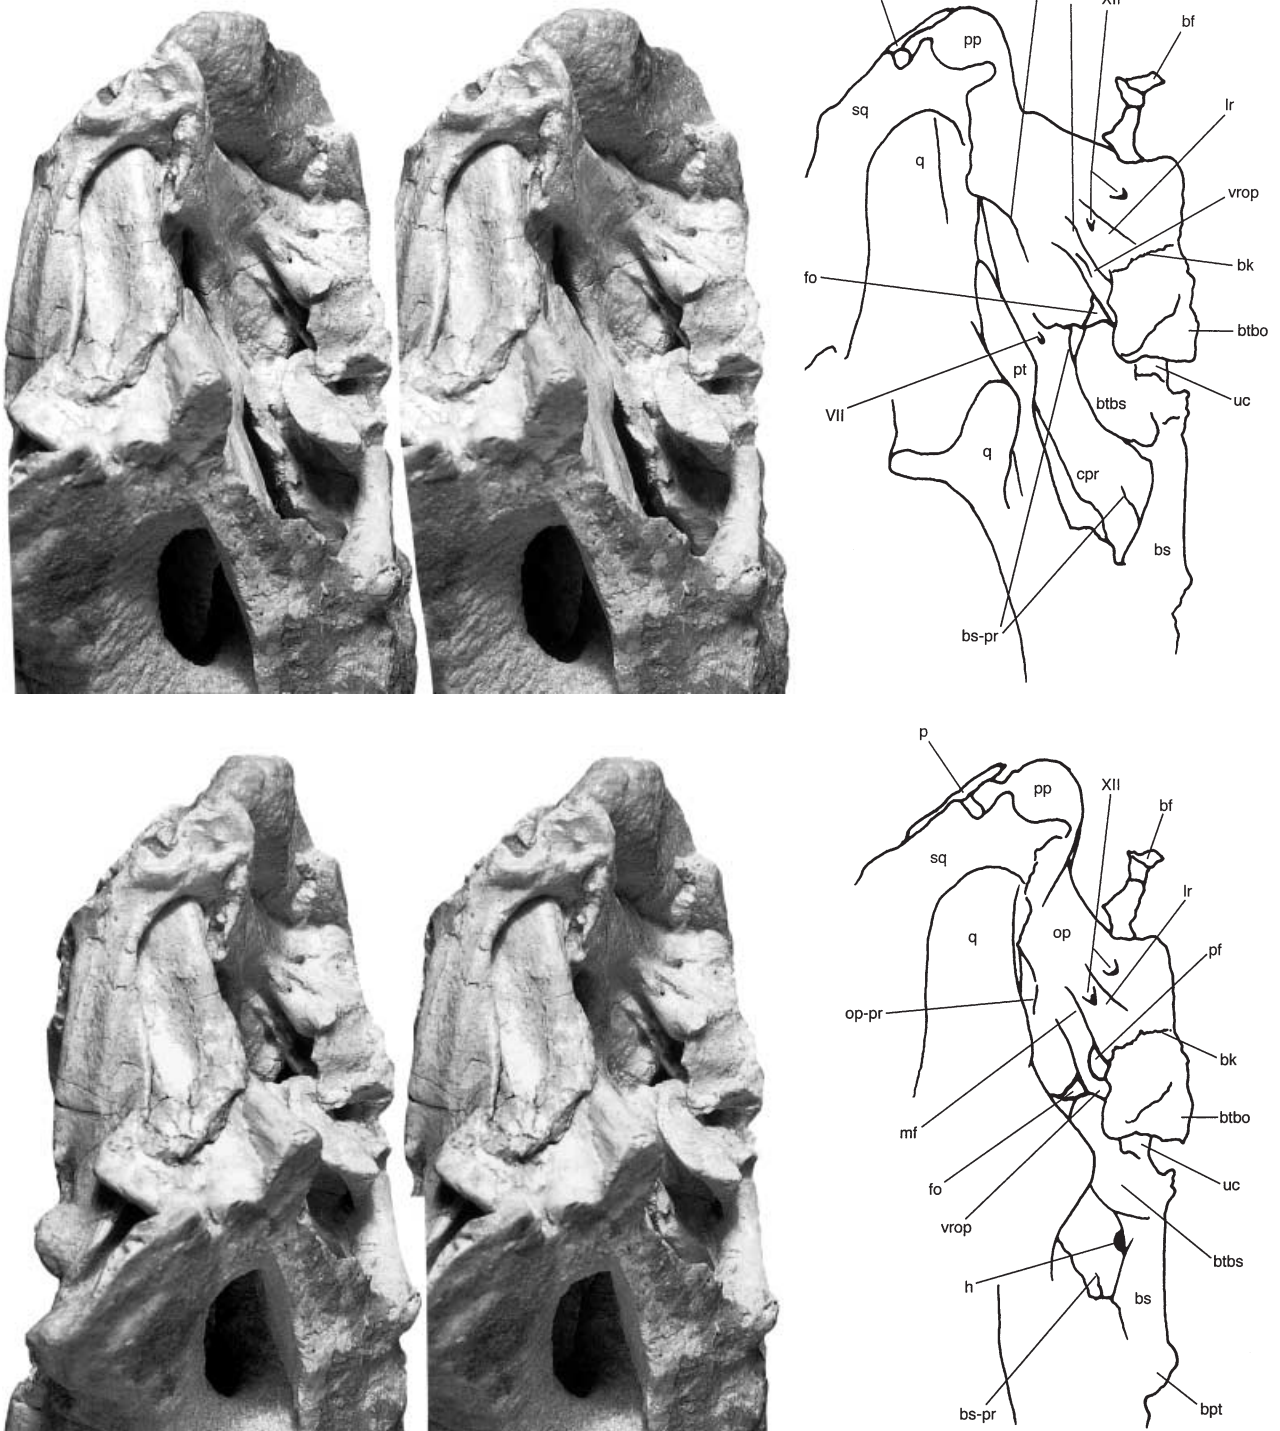 XII
bf
pp
lr
sq
q
vrop
bk
fo
btbo
pt
uc
VII
btbs
q
cpr
bs
bs-pr
p
XII
pp
bf
sq
lr
q
op
pf
op-pr
bk
mf
btbo
fo
uc
vrop
btbs
h
bs
bs-pr
bpt